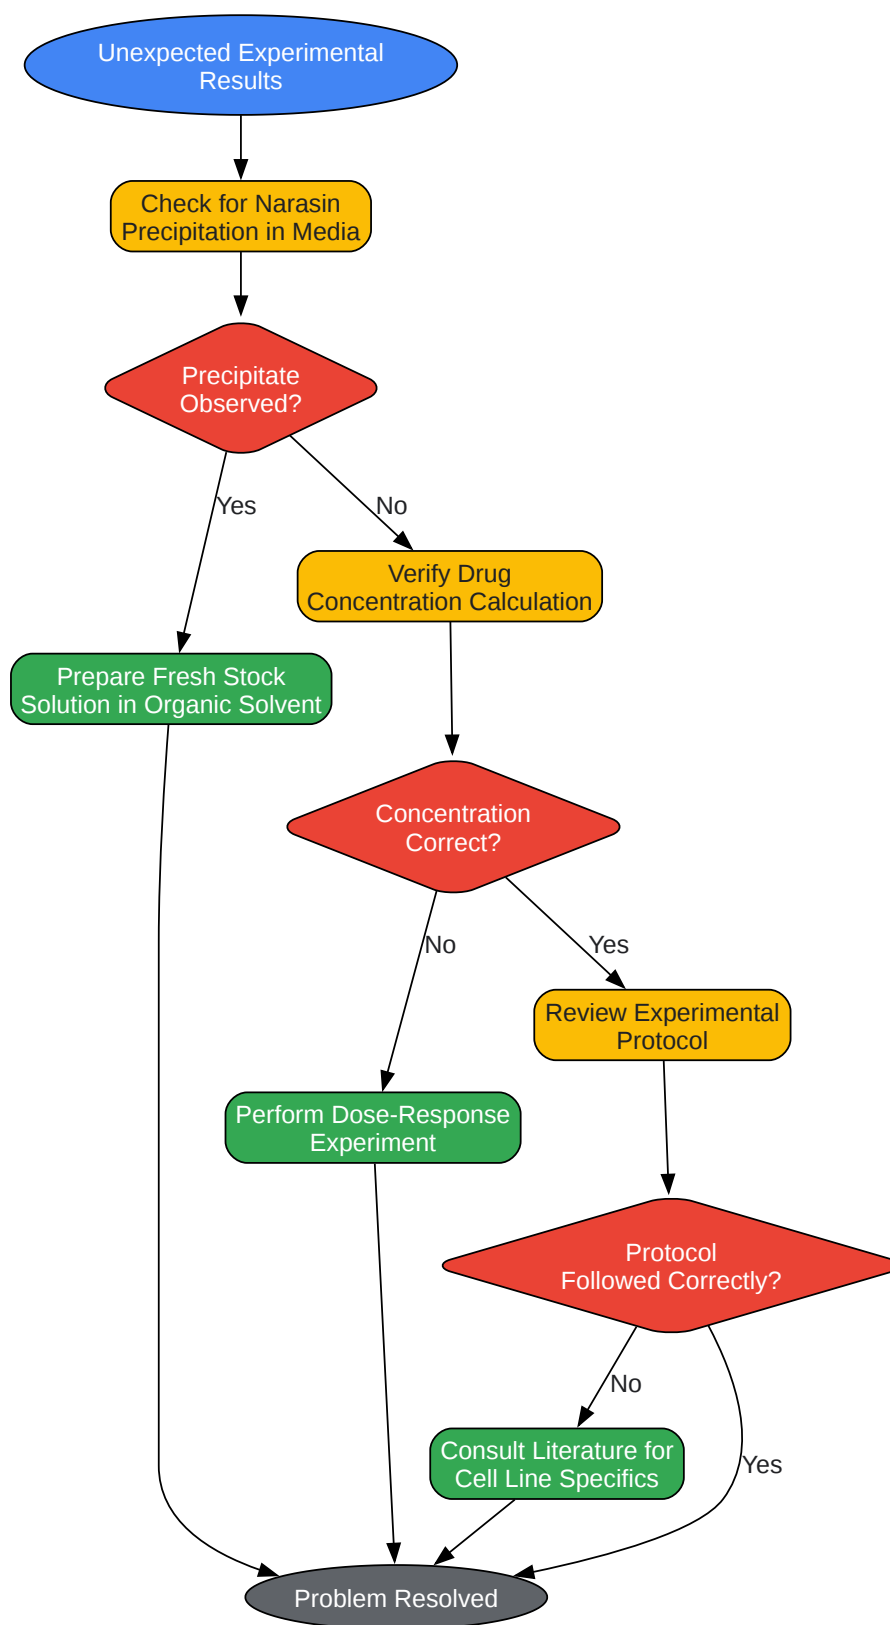 Unexpected Experimental
Results
Check for Narasin
Precipitation in Media
Precipitate
Observed?
Yes
No
Verify Drug
Concentration Calculation
Prepare Fresh Stock
Solution in Organic Solvent
Concentration
Correct?
No
Yes
Review Experimental
Protocol
Perform Dose-Response
Experiment
Protocol
Followed Correctly?
No
Consult Literature for
Cell Line Specifics
Yes
Problem Resolved